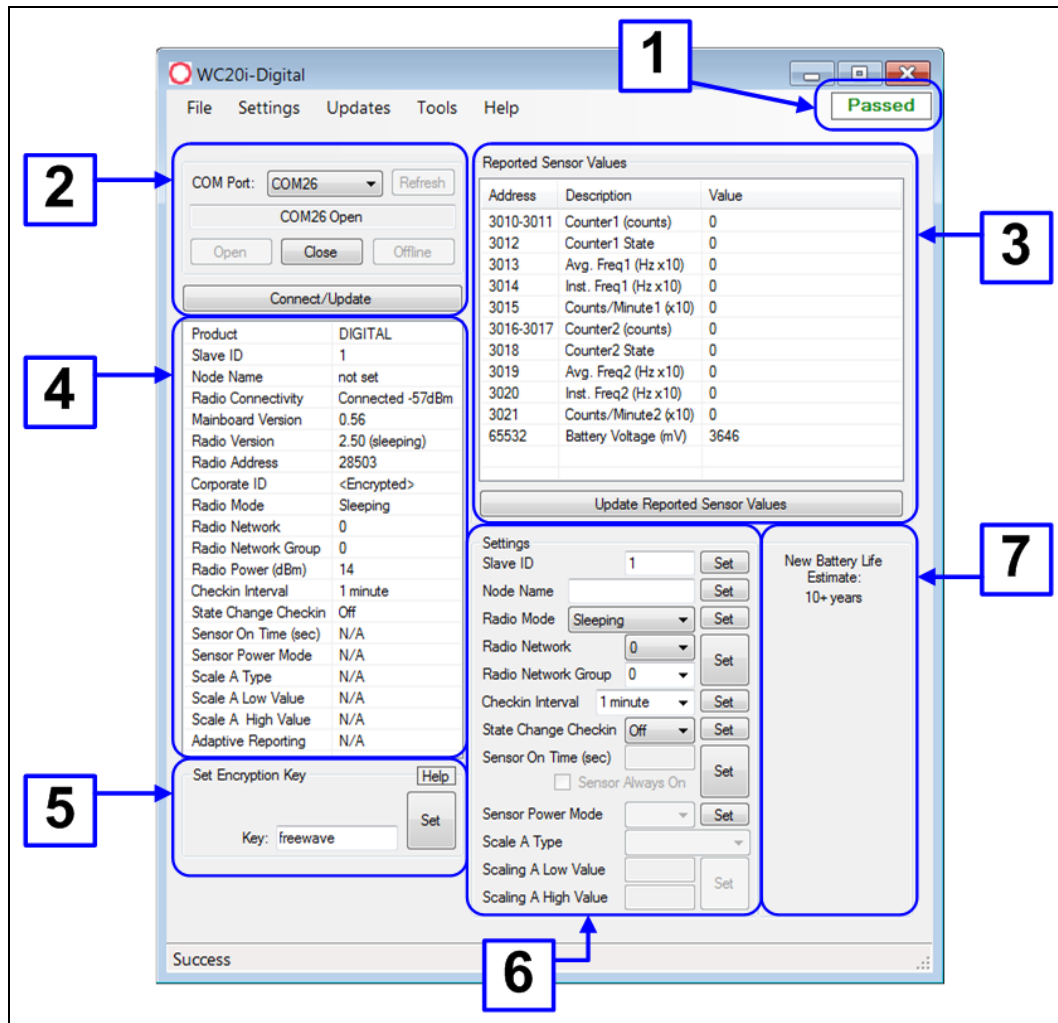 1
WC20i-Digital
File Settings Updates Tools Help
Passed
2
COM Port: COM26 Refresh
COM26 Open
Open Close Offline
Connect/Update
3
Reported Sensor Values
Address Description Value
3010-3011 Counter1 (counts) 0
3012 Counter1 State 0
3013 Avg. Freq1 (Hz x10) 0
3014 Inst. Freq1 (Hz x10) 0
3015 Counts/Minute1 (x10) 0
3016-3017 Counter2 (counts) 0
3018 Counter2 State 0
3019 Avg. Freq2 (Hz x10) 0
3020 Inst. Freq2 (Hz x10) 0
3021 Counts/Minute2 (x10) 0
65532 Battery Voltage (mV) 3646
Update Reported Sensor Values
4
Product DIGITAL
Slave ID 1
Node Name not set
Radio Connectivity Connected -57dBm
Mainboard Version 0.56
Radio Version 2.50 (sleeping)
Radio Address 28503
Corporate ID <Encrypted>
Radio Mode Sleeping
Radio Network 0
Radio Network Group 0
Radio Power (dBm) 14
Checkin Interval 1 minute
State Change Checkin Off
Sensor On Time (sec) N/A
Sensor Power Mode N/A
Scale A Type N/A
Scale A Low Value N/A
Scale A High Value N/A
Adaptive Reporting N/A
5
Set Encryption Key Help
Key: freewave Set
Settings
Slave ID 1 Set
Node Name Set
Radio Mode Sleeping Set
Radio Network 0
Radio Network Group 0 Set
Checkin Interval 1 minute Set
State Change Checkin Off Set
Sensor On Time (sec)
Sensor Always On Set
Sensor Power Mode Set
Scale A Type
Scaling A Low Value
Scaling A High Value Set
6
New Battery Life
Estimate:
10+ years
7
Success